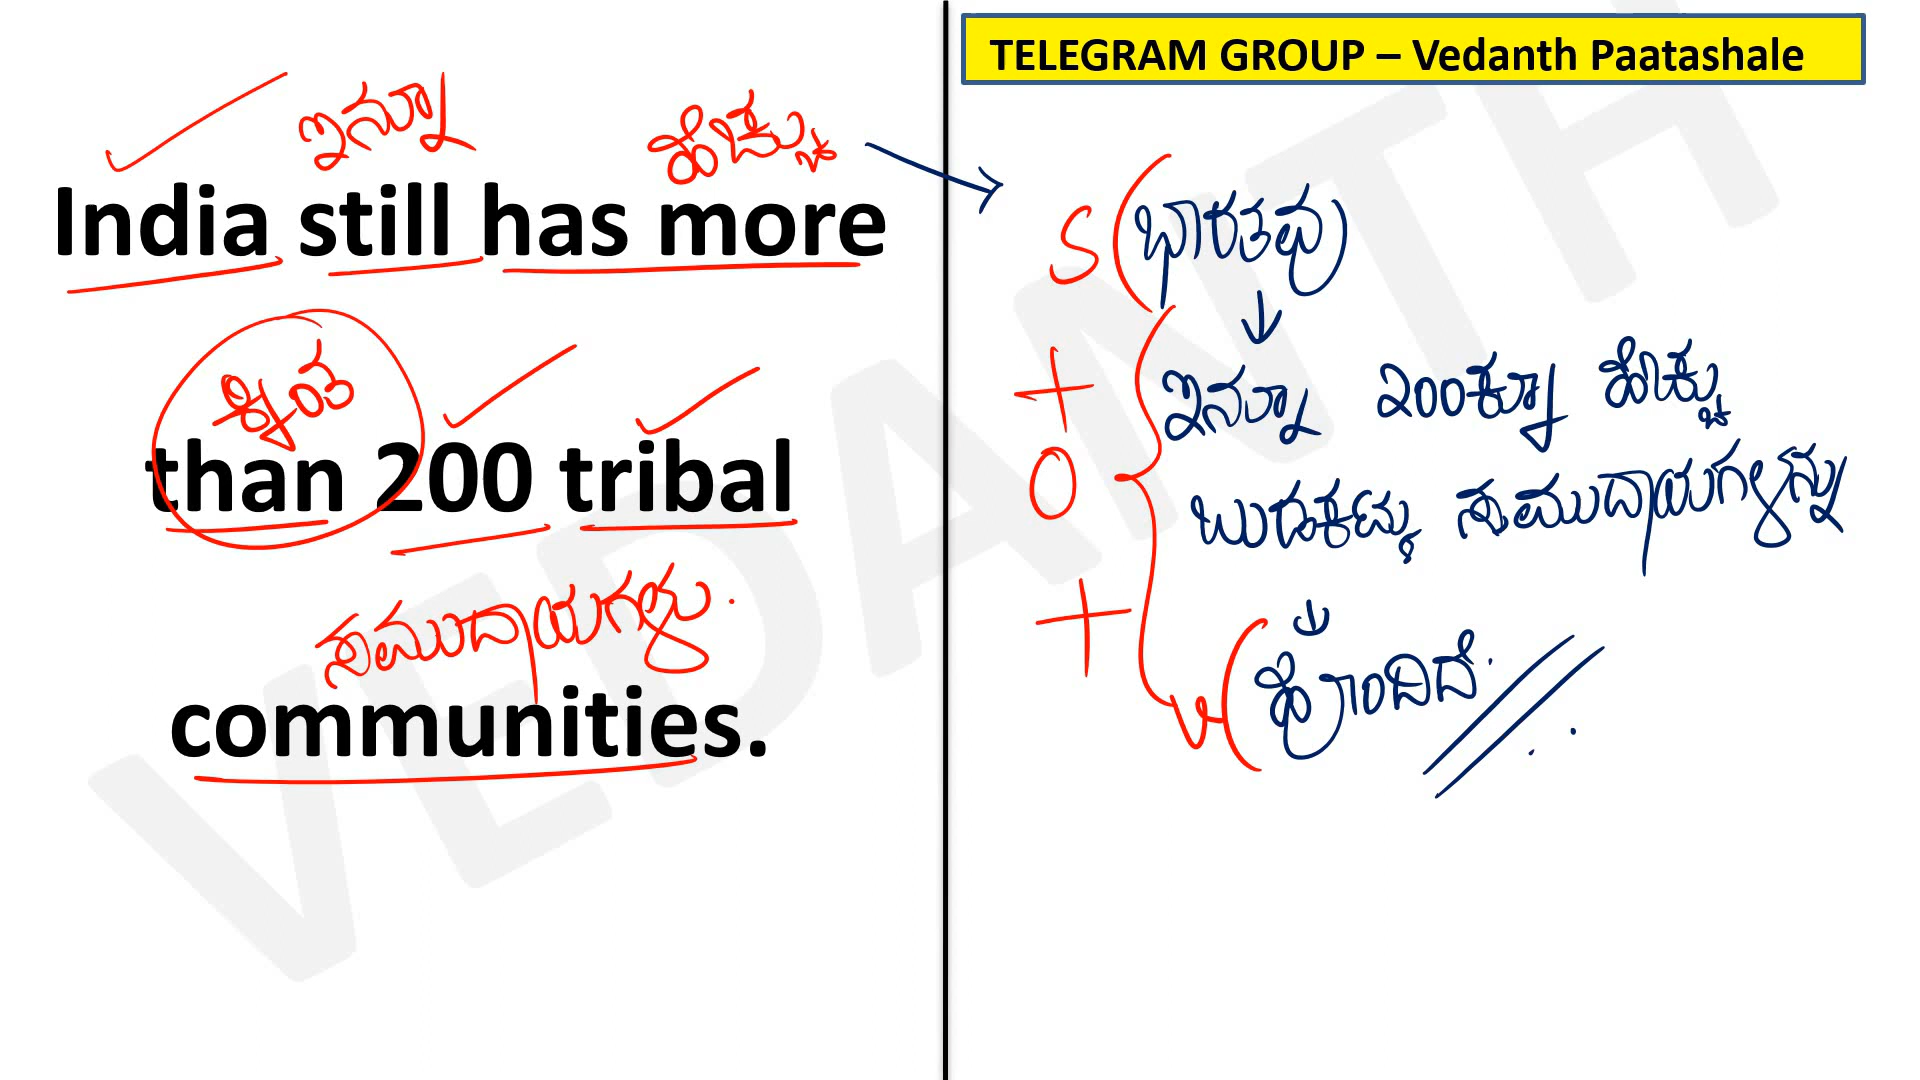 TELEGRAM GROUP – Vedanth Paatashale
ಇನ್ನೂ ಹೆಚ್ಚು
India still has more
ಕ್ಕಿಂತ
than 200 tribal
ಸಮುದಾಯಗಳು.
communities.
S ( ಭಾರತವು
+ ಇನ್ನೂ ೨೦೦ಕ್ಕೂ ಹೆಚ್ಚು
O ಬುಡಕಟ್ಟು ಸಮುದಾಯಗಳನ್ನು
+
V ( ಹೊಂದಿದೆ.
VEDANTH